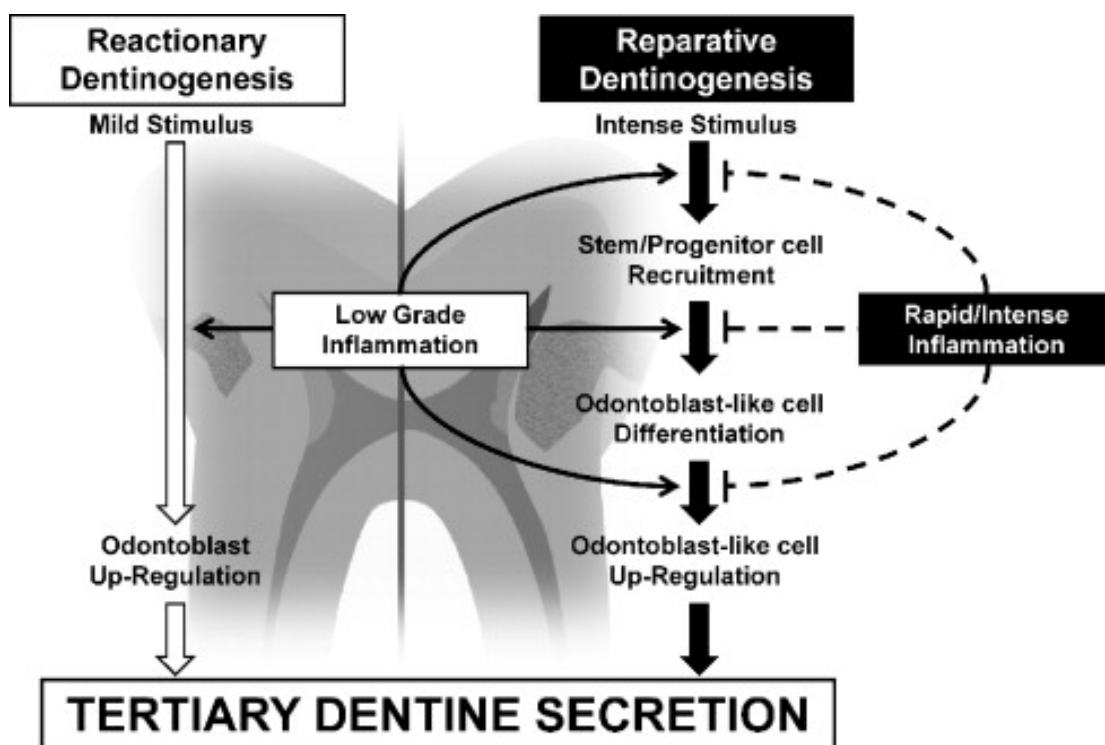 Reactionary
Dentinogenesis
Mild Stimulus
Reparative
Dentinogenesis
Intense Stimulus
Stem/Progenitor cell
Recruitment
Low Grade
Inflammation
Rapid/Intense
Inflammation
Odontoblast-like cell
Differentiation
Odontoblast
Up-Regulation
Odontoblast-like cell
Up-Regulation
TERTIARY DENTINE SECRETION